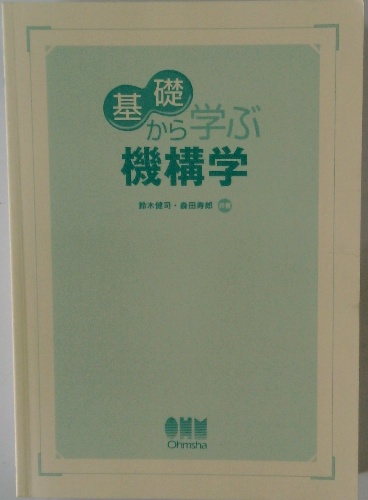 基礎
から学ぶ
機構学
鈴木健司・森田寿郎 共著
OHM
Ohmsha